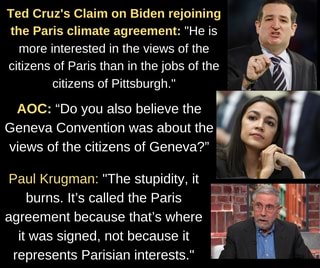 Ted Cruz's Claim on Biden rejoining
the Paris climate agreement: "He is
more interested in the views of the
citizens of Paris than in the jobs of the
citizens of Pittsburgh."
AOC: “Do you also believe the
Geneva Convention was about the
views of the citizens of Geneva?”
Paul Krugman: "The stupidity, it
burns. It’s called the Paris
agreement because that’s where
it was signed, not because it
represents Parisian interests."